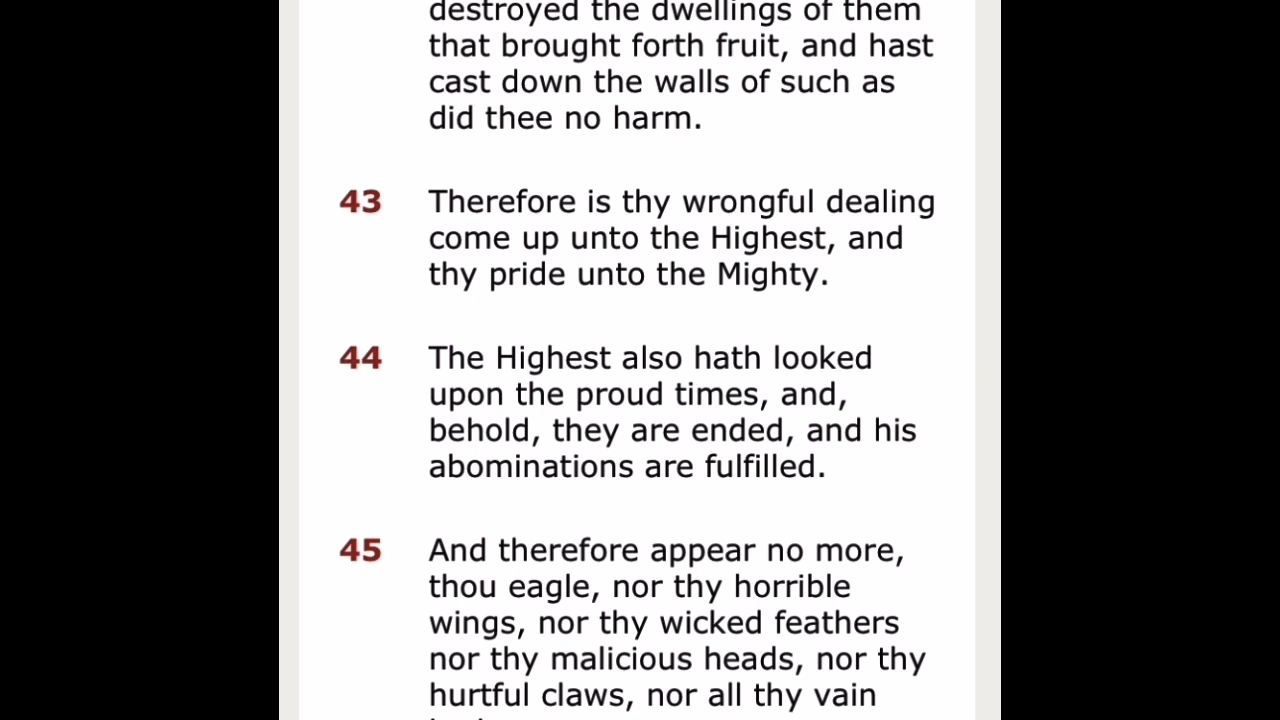 destroyed the dwellings of them
that brought forth fruit, and hast
cast down the walls of such as
did thee no harm.
43 Therefore is thy wrongful dealing
come up unto the Highest, and
thy pride unto the Mighty.
44 The Highest also hath looked
upon the proud times, and,
behold, they are ended, and his
abominations are fulfilled.
45 And therefore appear no more,
thou eagle, nor thy horrible
wings, nor thy wicked feathers
nor thy malicious heads, nor thy
hurtful claws, nor all thy vain